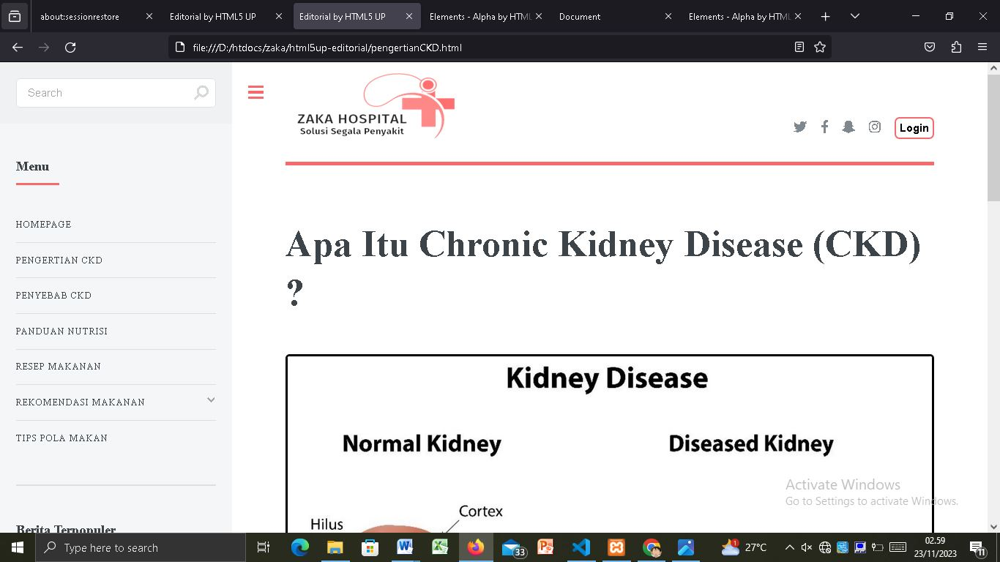 about:sessionrestore
Editorial by HTML5 UP
Editorial by HTML5 UP
Elements - Alpha by HTML
Document
Elements - Alpha by HTML
file:///D:/htdocs/zaka/html5up-editorial/pengertianCKD.html
Search
ZAKA HOSPITAL
Solusi Segala Penyakit
Login
Menu
HOMEPAGE
PENGERTIAN CKD
PENYEBAB CKD
PANDUAN NUTRISI
RESEP MAKANAN
REKOMENDASI MAKANAN
TIPS POLA MAKAN
Berita Terpopuler
Apa Itu Chronic Kidney Disease (CKD)
?
Kidney Disease
Normal Kidney
Diseased Kidney
Cortex
Hilus
Activate Windows
Go to Settings to activate Windows.
Type here to search
33
1
27°C
02.59
23/11/2023
11